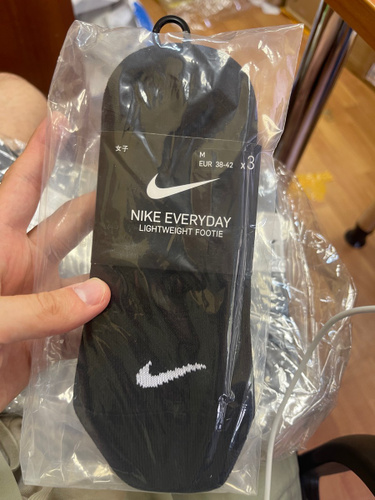 女子
M
EUR 38-42 x3
NIKE EVERYDAY
LIGHTWEIGHT FOOTIE